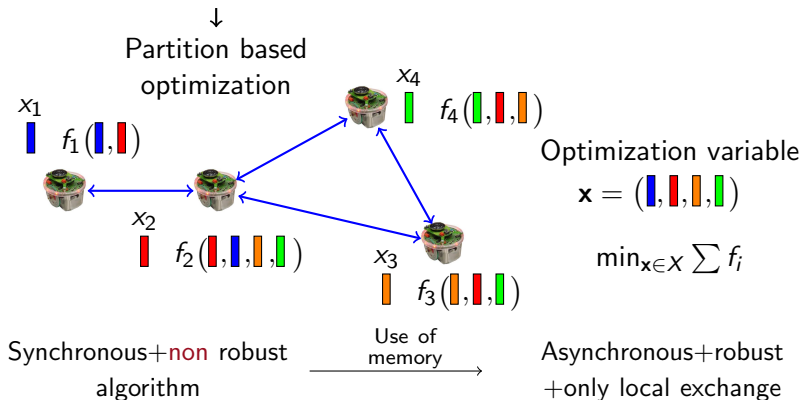 Partition based
optimization
x₁
f₁( , )
x₂
f₂( , , , )
x₄
f₄( , , )
x₃
f₃( , , )
Optimization variable
𝐱 = ( , , , )
min_{𝐱∈X} ∑ f_i
Synchronous+non robust
algorithm
Use of
memory
Asynchronous+robust
+only local exchange